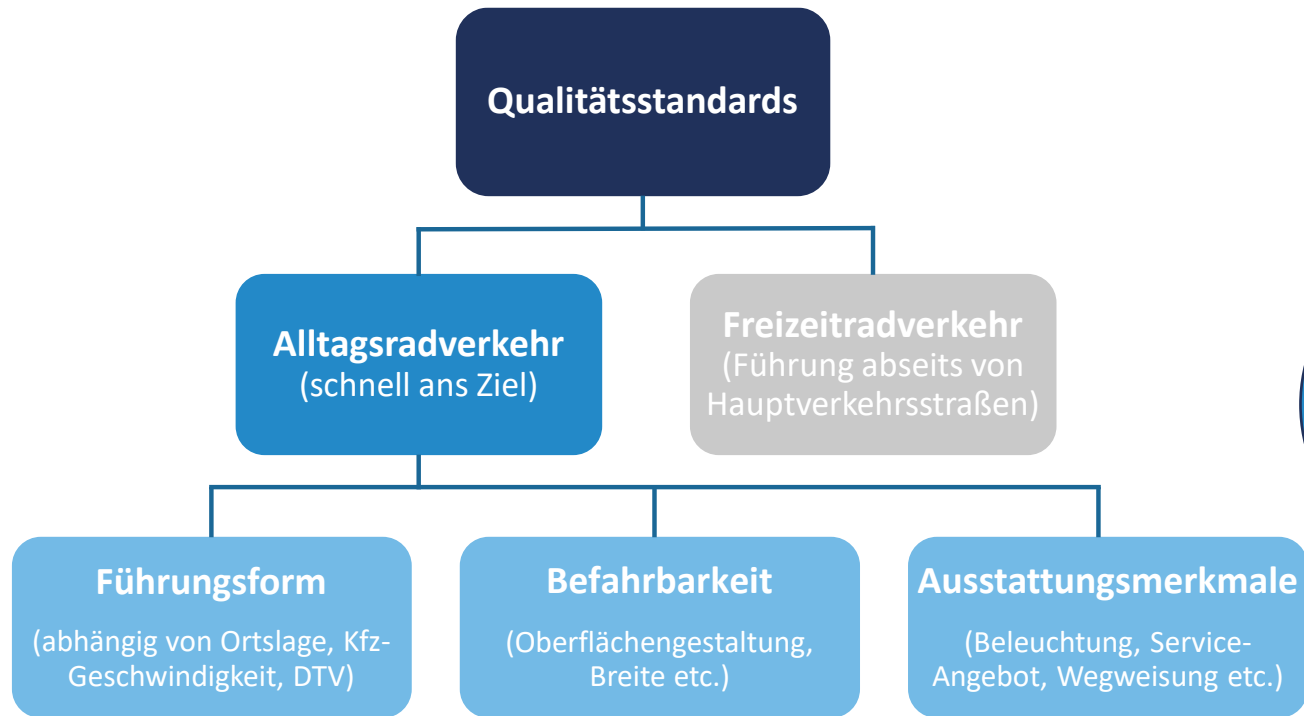 Qualitätsstandards
Alltagsradverkehr
(schnell ans Ziel)
Freizeitradverkehr
(Führung abseits von
Hauptverkehrsstraßen)
Führungsform
(abhängig von Ortslage, Kfz-
Geschwindigkeit, DTV)
Befahrbarkeit
(Oberflächengestaltung,
Breite etc.)
Ausstattungsmerkmale
(Beleuchtung, Service-
Angebot, Wegweisung etc.)